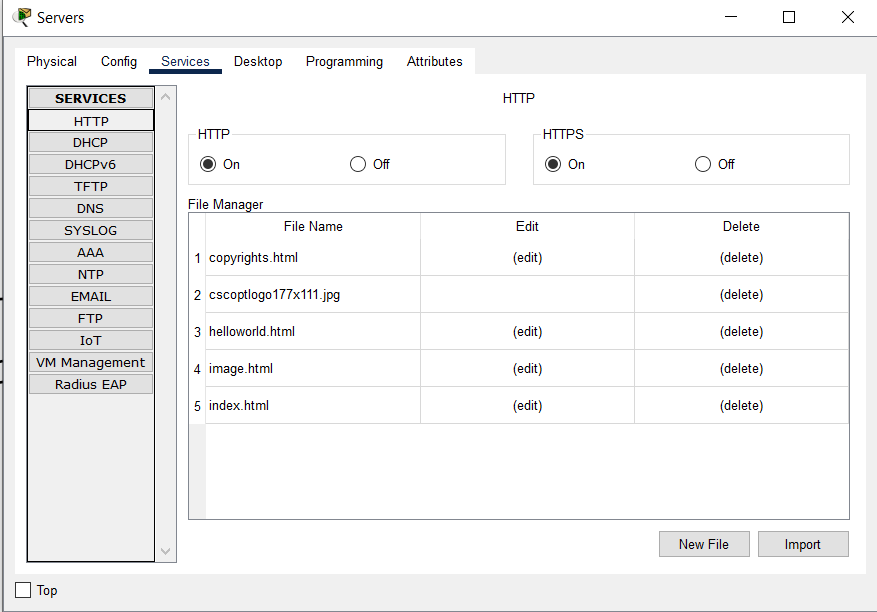 Servers
Physical Config Services Desktop Programming Attributes
SERVICES
HTTP
DHCP
DHCPv6
TFTP
DNS
SYSLOG
AAA
NTP
EMAIL
FTP
IoT
VM Management
Radius EAP
HTTP
HTTP
On Off
HTTPS
On Off
File Manager
File Name Edit Delete
1 copyrights.html (edit) (delete)
2 cscoptlogo177x111.jpg (delete)
3 helloworld.html (edit) (delete)
4 image.html (edit) (delete)
5 index.html (edit) (delete)
New File Import
Top